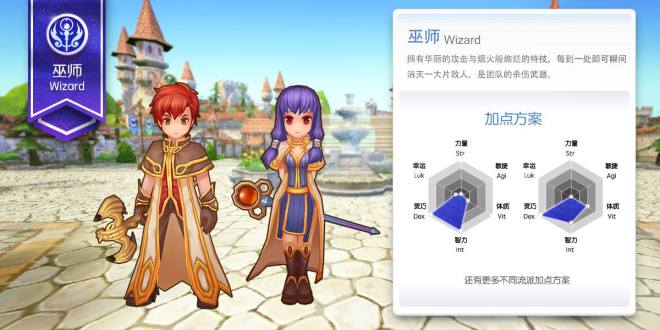 巫师
Wizard
巫师 Wizard
拥有华丽的攻击与烟火般绚烂的特技，每到一处即可瞬间
消灭一大片敌人，是团队的杀伤武器。
加点方案
力量
Str
幸运
Luk
敏捷
Agi
灵巧
Dex
体质
Vit
智力
Int
力量
Str
幸运
Luk
敏捷
Agi
灵巧
Dex
体质
Vit
智力
Int
还有更多不同流派加点方案